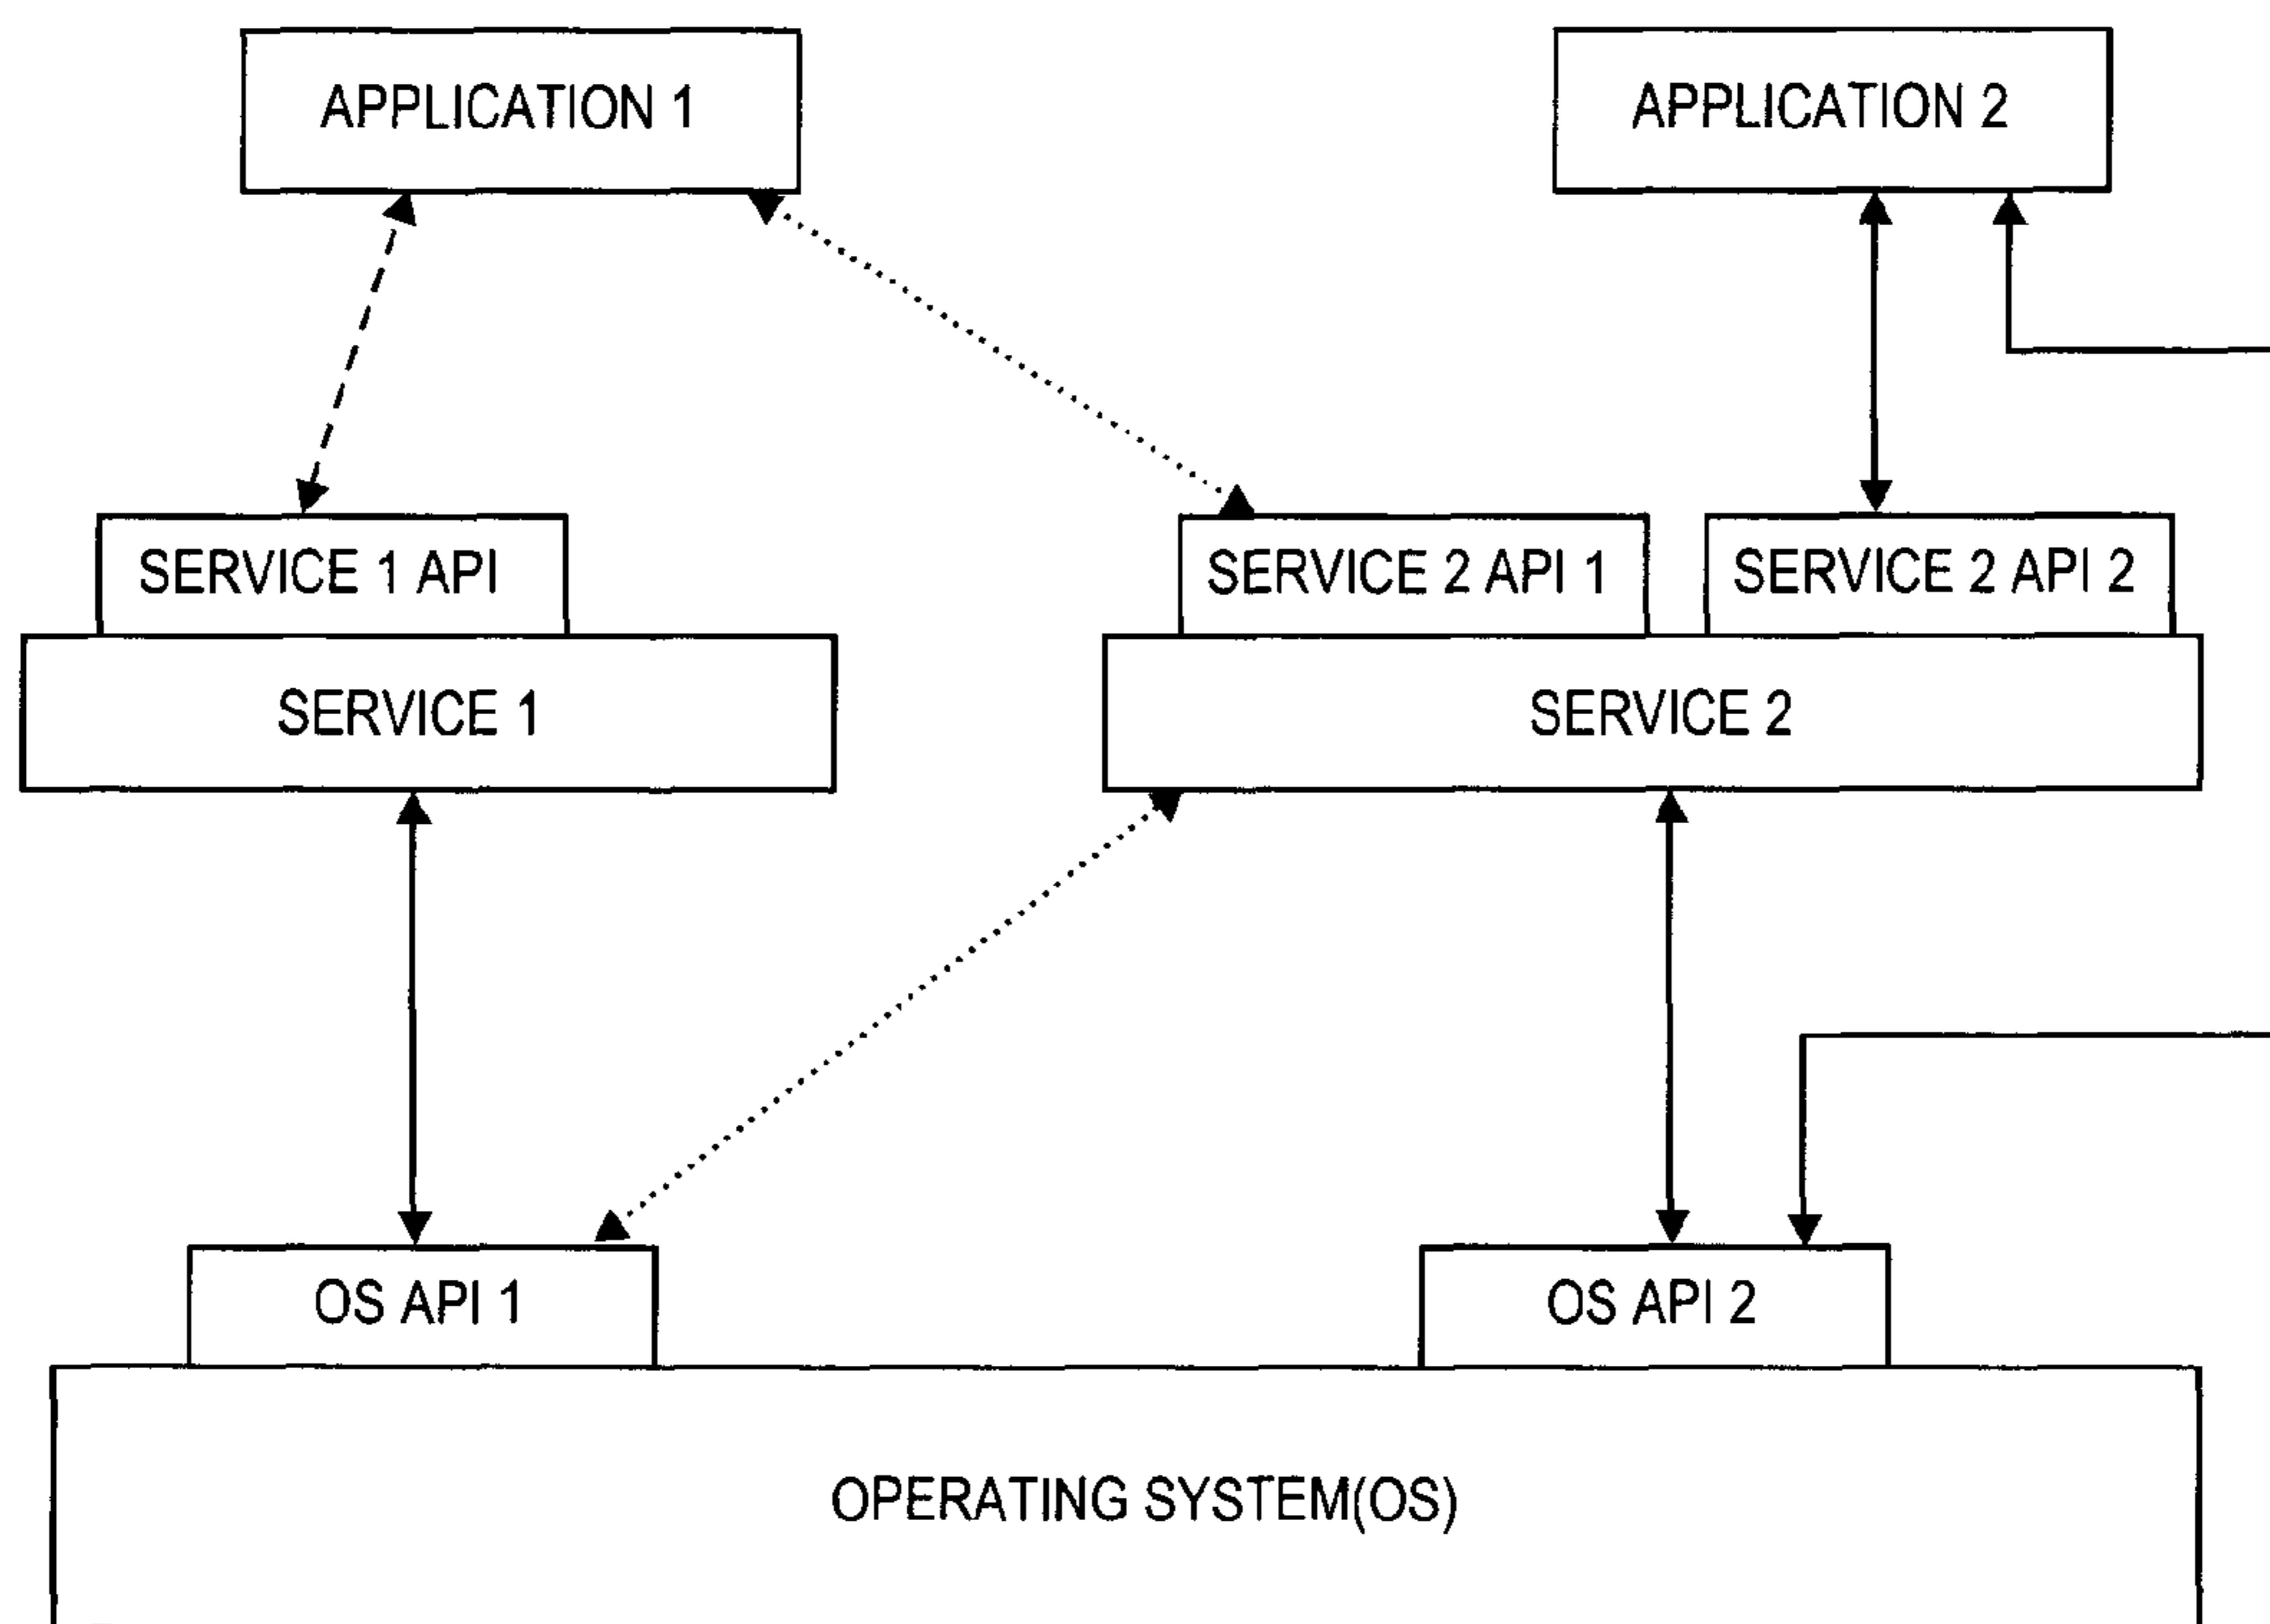 APPLICATION 1
APPLICATION 2
SERVICE 1 API
SERVICE 2 API 1
SERVICE 2 API 2
SERVICE 1
SERVICE 2
OS API 1
OS API 2
OPERATING SYSTEM(OS)